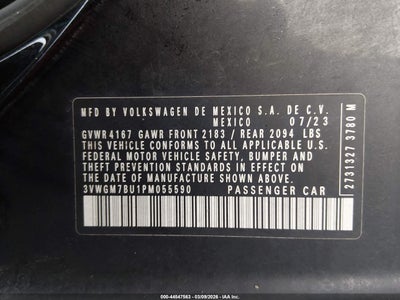 MFD BY VOLKSWAGEN DE MEXICO S.A. DE C.V.
MEXICO 07/23
GVWR 4167 GAWR FRONT 2183 / REAR 2094 LBS
THIS VEHICLE CONFORMS TO ALL APPLICABLE U.S.
FEDERAL MOTOR VEHICLE SAFETY, BUMPER AND
THEFT PREVENTION STANDARDS IN EFFECT ON
THE DATE OF MANUFACTURE SHOWN ABOVE.
3VWGM7BU1PM055590 PASSENGER CAR
2731I327 3780 M
000-44547563 - 03/09/2026 - IAA Inc.